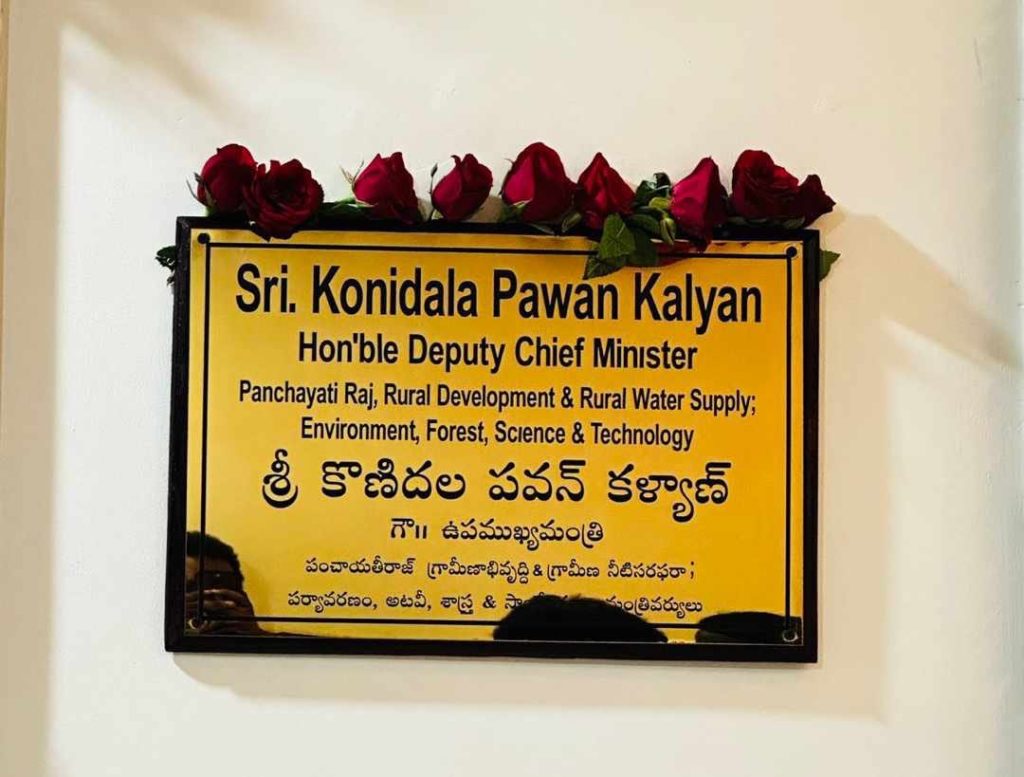 Sri. Konidala Pawan Kalyan
Hon'ble Deputy Chief Minister
Panchayati Raj, Rural Development & Rural Water Supply;
Environment, Forest, Science & Technology
శ్రీ కొణిదల పవన్ కళ్యాణ్
గౌ|| ఉపముఖ్యమంత్రి
పంచాయతీరాజ్ గ్రామీణాభివృద్ధి & గ్రామీణ నీటిసరఫరా;
పర్యావరణం, అటవీ, శాస్త్ర &